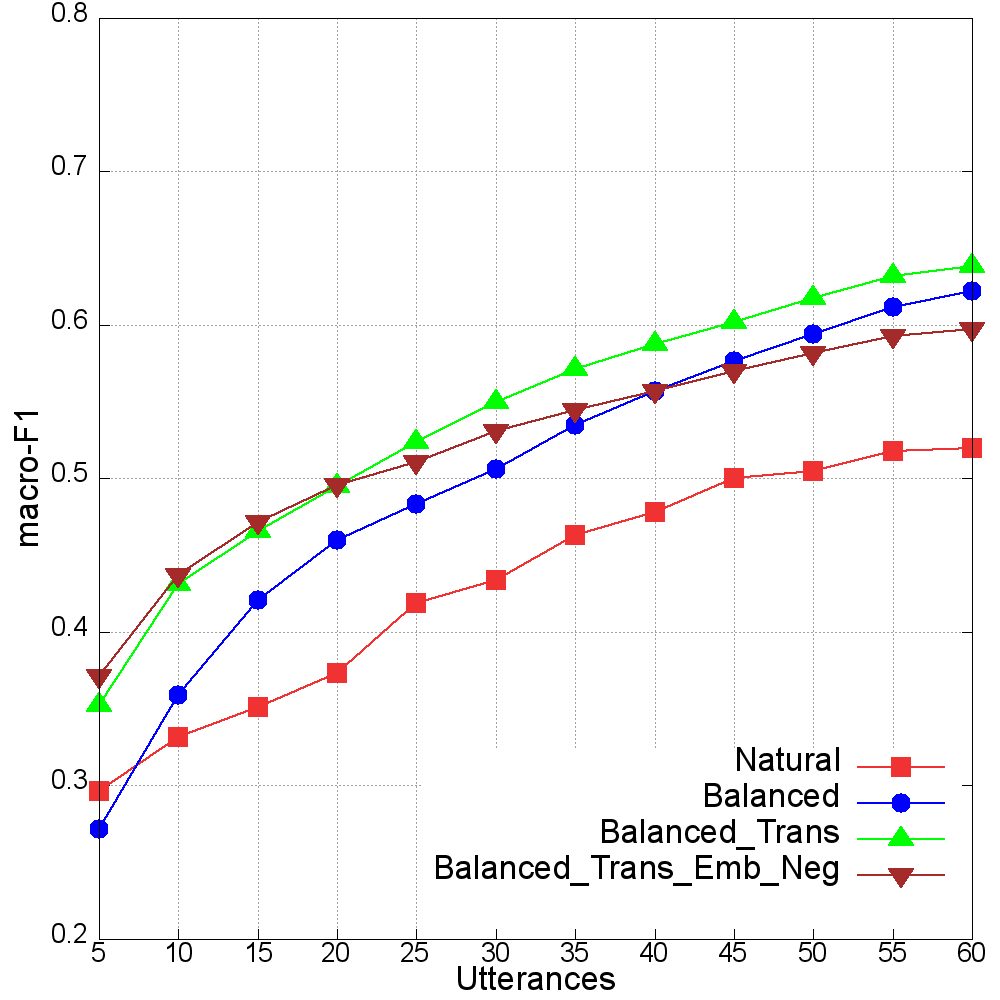 0.8
0.7
0.6
0.5
0.4
0.3
0.2
macro-F1
Natural
Balanced
Balanced_Trans
Balanced_Trans_Emb_Neg
5 10 15 20 25 30 35 40 45 50 55 60
Utterances